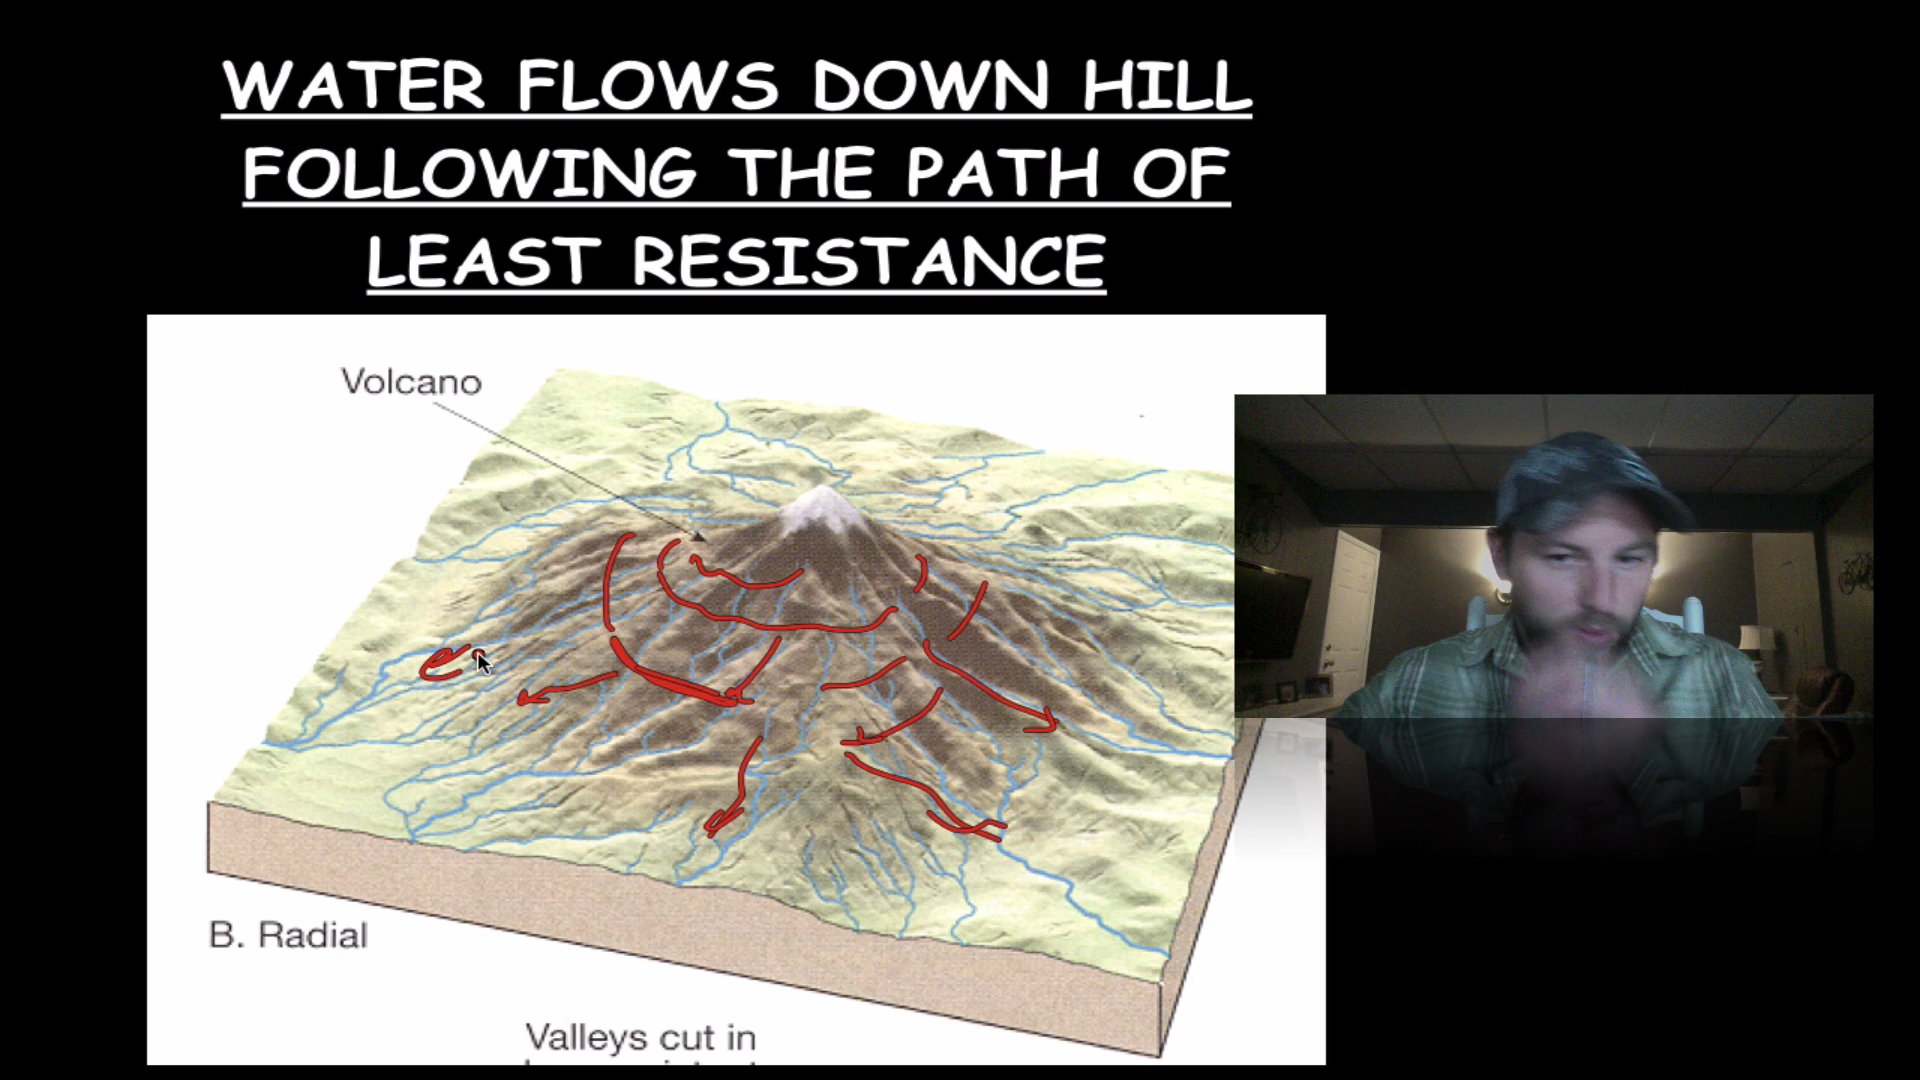 WATER FLOWS DOWN HILL
FOLLOWING THE PATH OF
LEAST RESISTANCE
Volcano
B. Radial
Valleys cut in